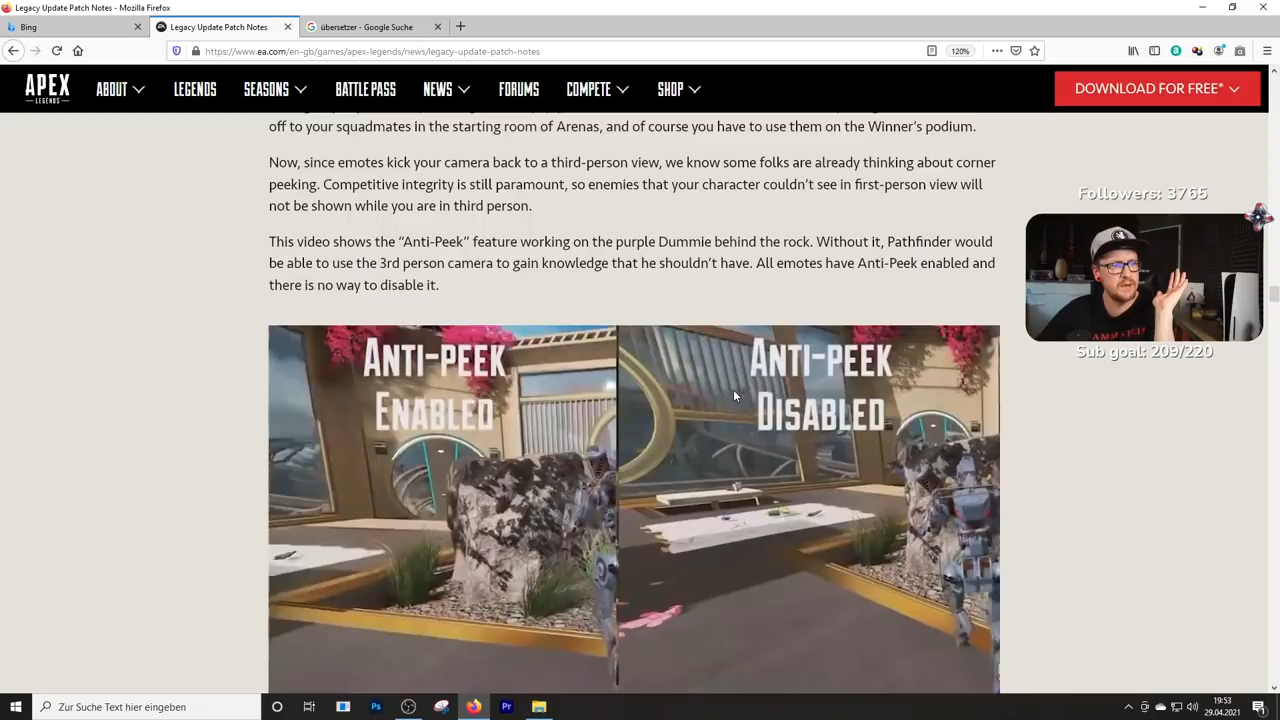 Legacy Update Patch Notes - Mozilla Firefox
Bing
Legacy Update Patch Notes
übersetzer - Google Suche
https://www.ea.com/en-gb/games/apex-legends/news/legacy-update-patch-notes
120%
APEX
LEGENDS
ABOUT
LEGENDS
SEASONS
BATTLE PASS
NEWS
FORUMS
COMPETE
SHOP
DOWNLOAD FOR FREE*
off to your squadmates in the starting room of Arenas, and of course you have to use them on the Winner's podium.
Now, since emotes kick your camera back to a third-person view, we know some folks are already thinking about corner
peeking. Competitive integrity is still paramount, so enemies that your character couldn't see in first-person view will
not be shown while you are in third person.
This video shows the “Anti-Peek” feature working on the purple Dummie behind the rock. Without it, Pathfinder would
be able to use the 3rd person camera to gain knowledge that he shouldn't have. All emotes have Anti-Peek enabled and
there is no way to disable it.
ANTI-PEEK
ENABLED
ANTI-PEEK
DISABLED
Followers: 3765
Sub goal: 209/220
Zur Suche Text hier eingeben
19:53
29.04.2021